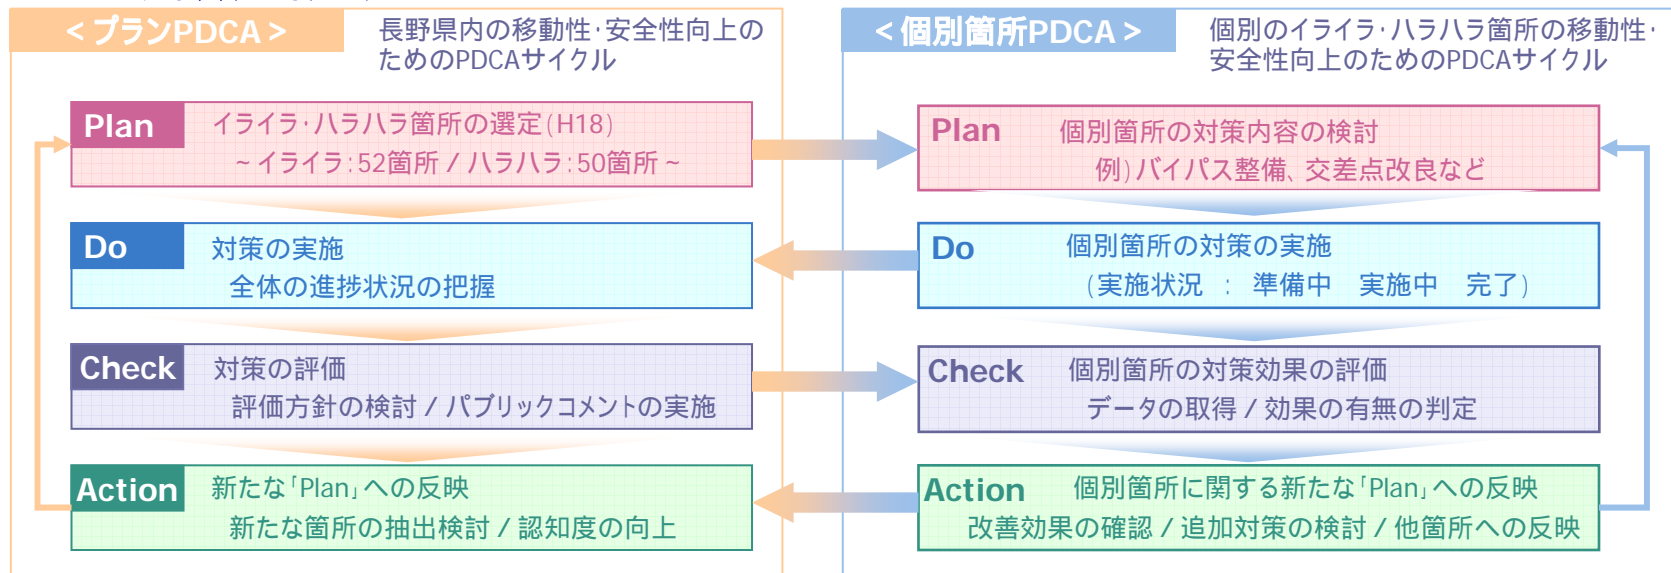 <プランPDCA>
長野県内の移動性･安全性向上の
ためのPDCAサイクル
Plan
イライラ･ハラハラ箇所の選定(H18)
~イライラ:52箇所/ハラハラ:50箇所~
Do
対策の実施
全体の進捗状況の把握
Check
対策の評価
評価方針の検討/パブリックコメントの実施
Action
新たな｢Plan｣への反映
新たな箇所の抽出検討/認知度の向上
<個別箇所PDCA>
個別のイライラ･ハラハラ箇所の移動性･
安全性向上のためのPDCAサイクル
Plan
個別箇所の対策内容の検討
例)バイパス整備､交差点改良など
Do
個別箇所の対策の実施
(実施状況 : 準備中 実施中 完了)
Check
個別箇所の対策効果の評価
データの取得/効果の有無の判定
Action
個別箇所に関する新たな｢Plan｣への反映
改善効果の確認/追加対策の検討/他箇所への反映